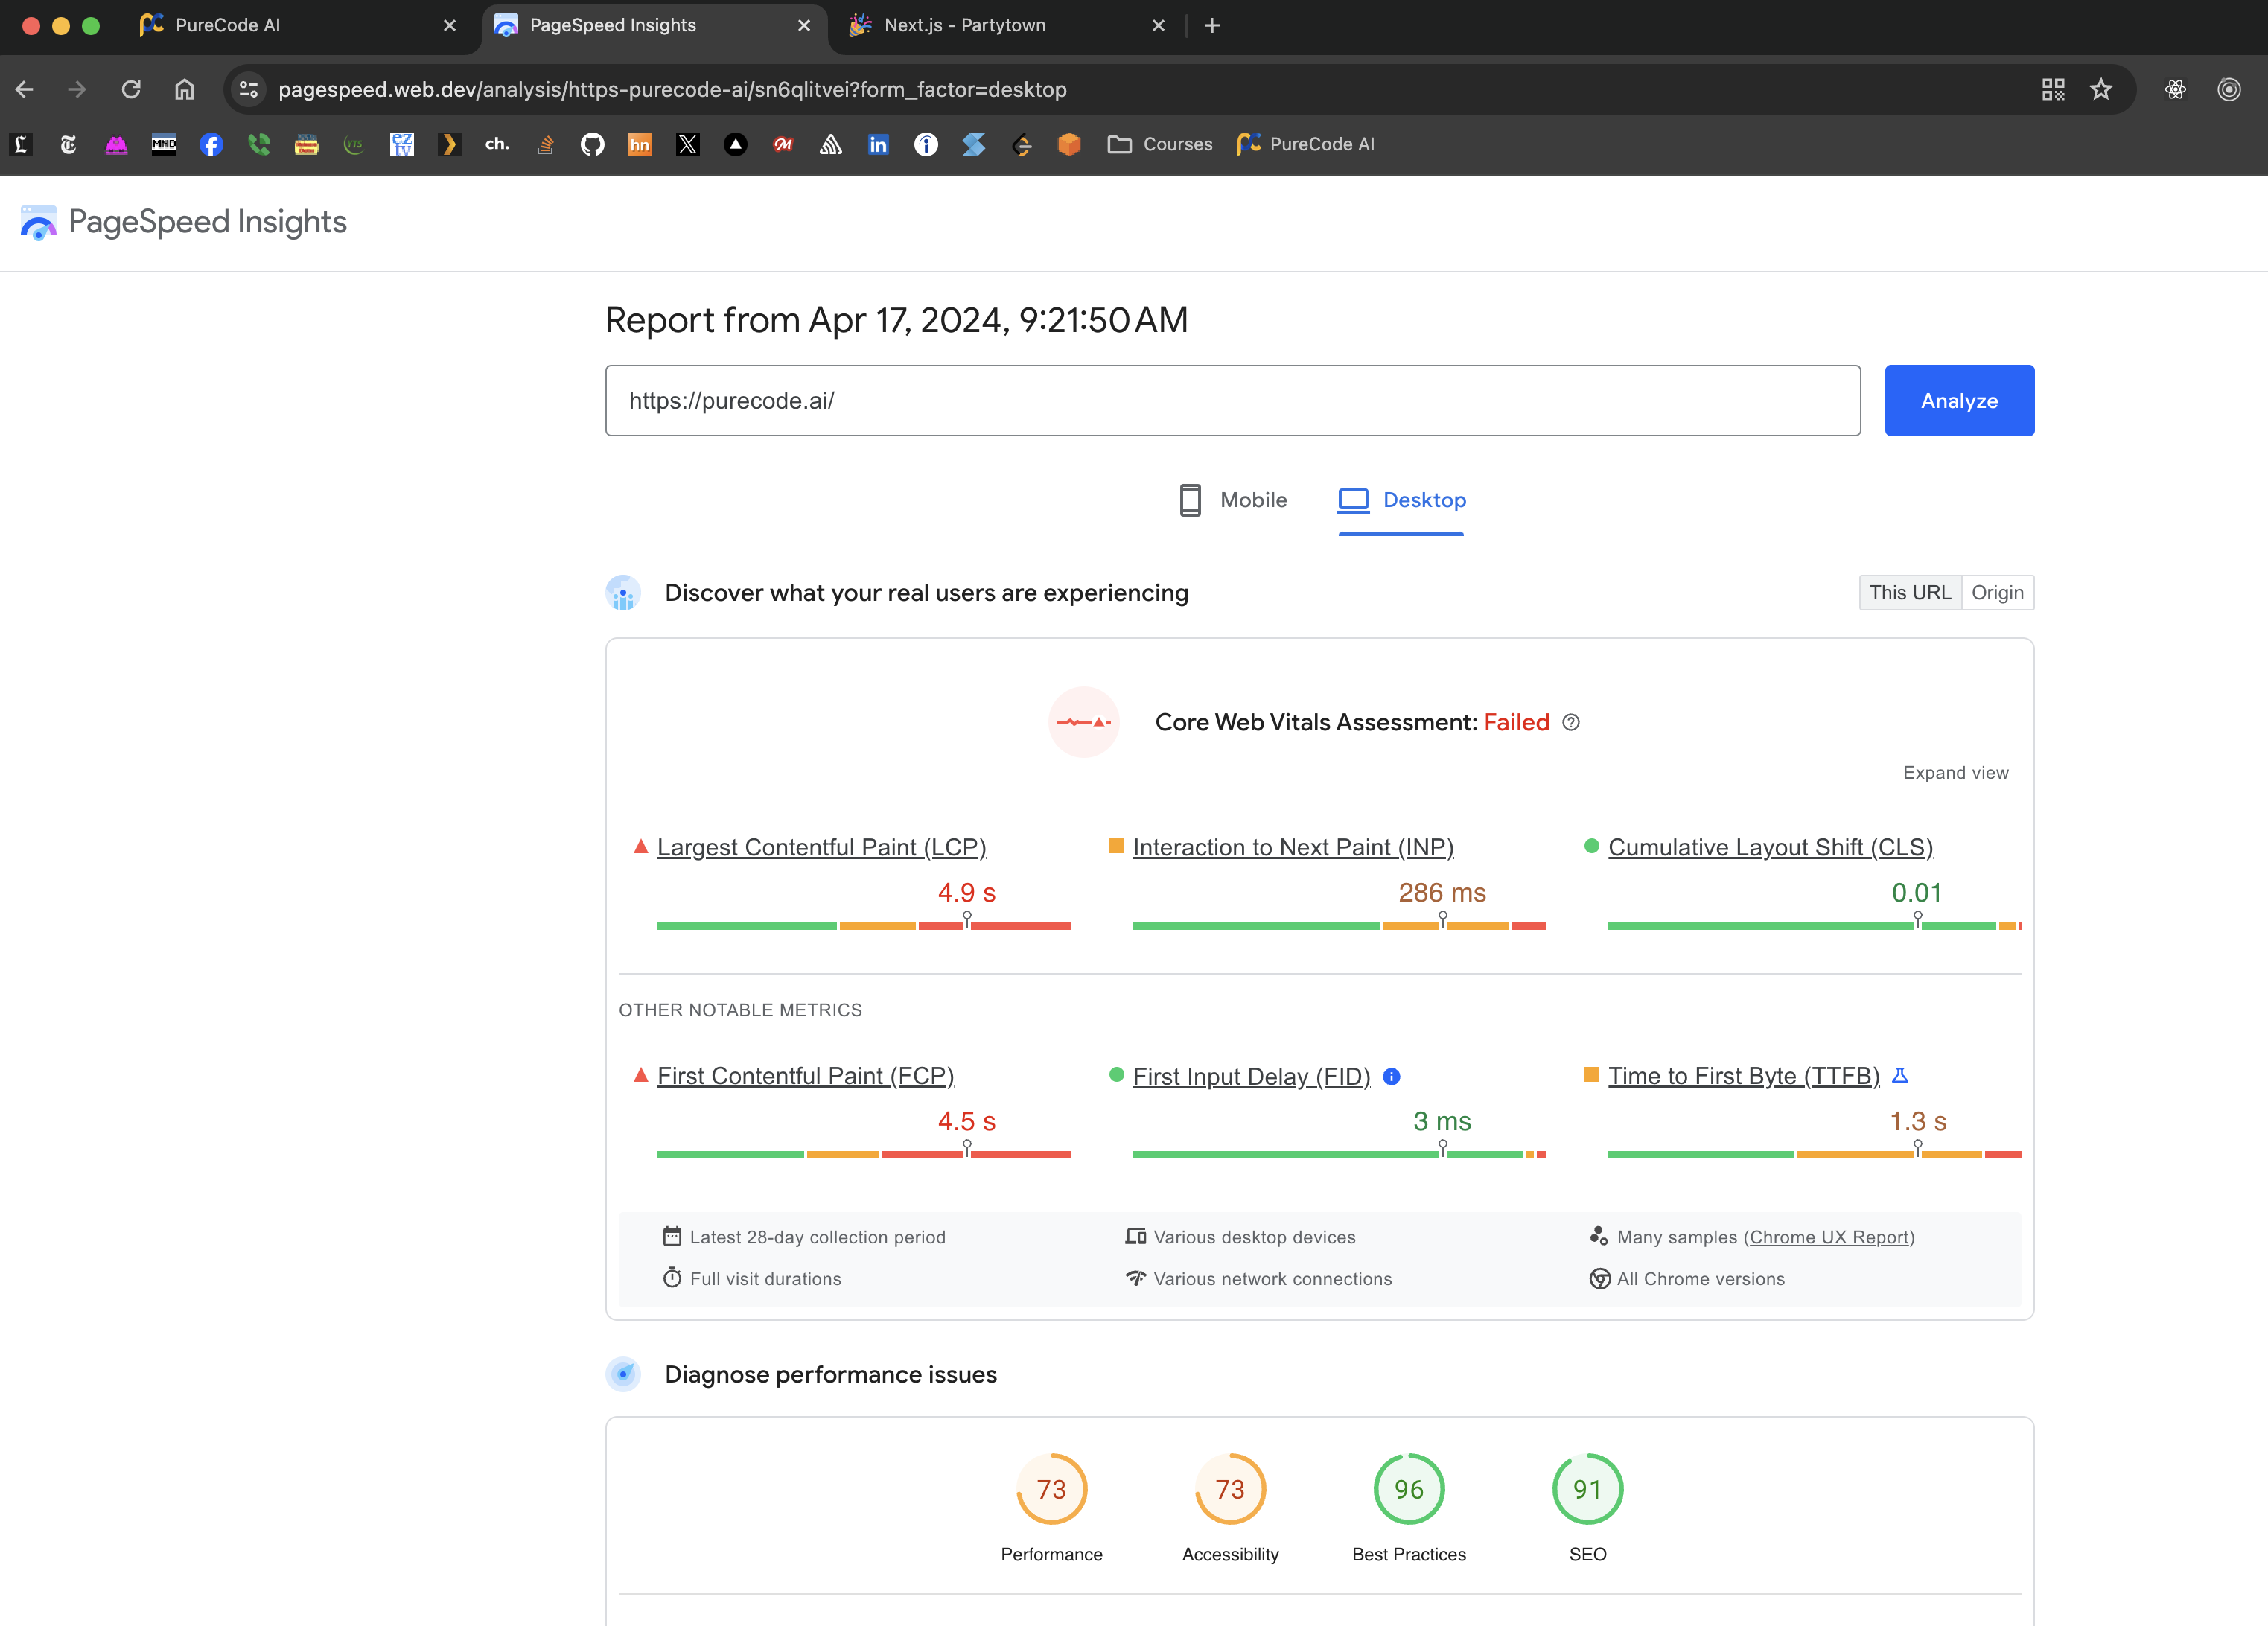 PureCode AI
PageSpeed Insights
Next.js - Partytown
pagespeed.web.dev/analysis/https-purecode-ai/sn6qlitvei?form_factor=desktop
MND
YTS
ez
tv
ch.
hn
in
Courses
PureCode AI
PageSpeed Insights
Report from Apr 17, 2024, 9:21:50 AM
https://purecode.ai/
Analyze
Mobile
Desktop
Discover what your real users are experiencing
This URL
Origin
Core Web Vitals Assessment: Failed
Expand view
Largest Contentful Paint (LCP)
4.9 s
Interaction to Next Paint (INP)
286 ms
Cumulative Layout Shift (CLS)
0.01
OTHER NOTABLE METRICS
First Contentful Paint (FCP)
4.5 s
First Input Delay (FID)
3 ms
Time to First Byte (TTFB)
1.3 s
Latest 28-day collection period
Various desktop devices
Many samples (Chrome UX Report)
Full visit durations
Various network connections
All Chrome versions
Diagnose performance issues
73
Performance
73
Accessibility
96
Best Practices
91
SEO